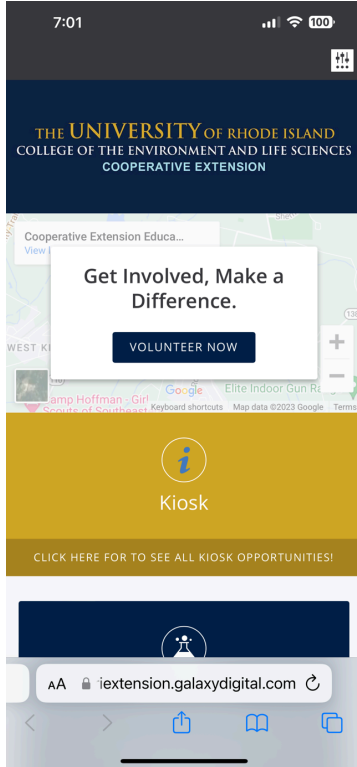 7:01
100
THE UNIVERSITY OF RHODE ISLAND
COLLEGE OF THE ENVIRONMENT AND LIFE SCIENCES
COOPERATIVE EXTENSION
Cooperative Extension Educa...
View
Get Involved, Make a
Difference.
VOLUNTEER NOW
WEST
+
−
Google
Elite Indoor Gun
Camp Hoffman - Girl
Scouts of Southeast
Keyboard shortcuts
Map data ©2023 Google
Terms
i
Kiosk
CLICK HERE FOR TO SEE ALL KIOSK OPPORTUNITIES!
AA
iextension.galaxydigital.com